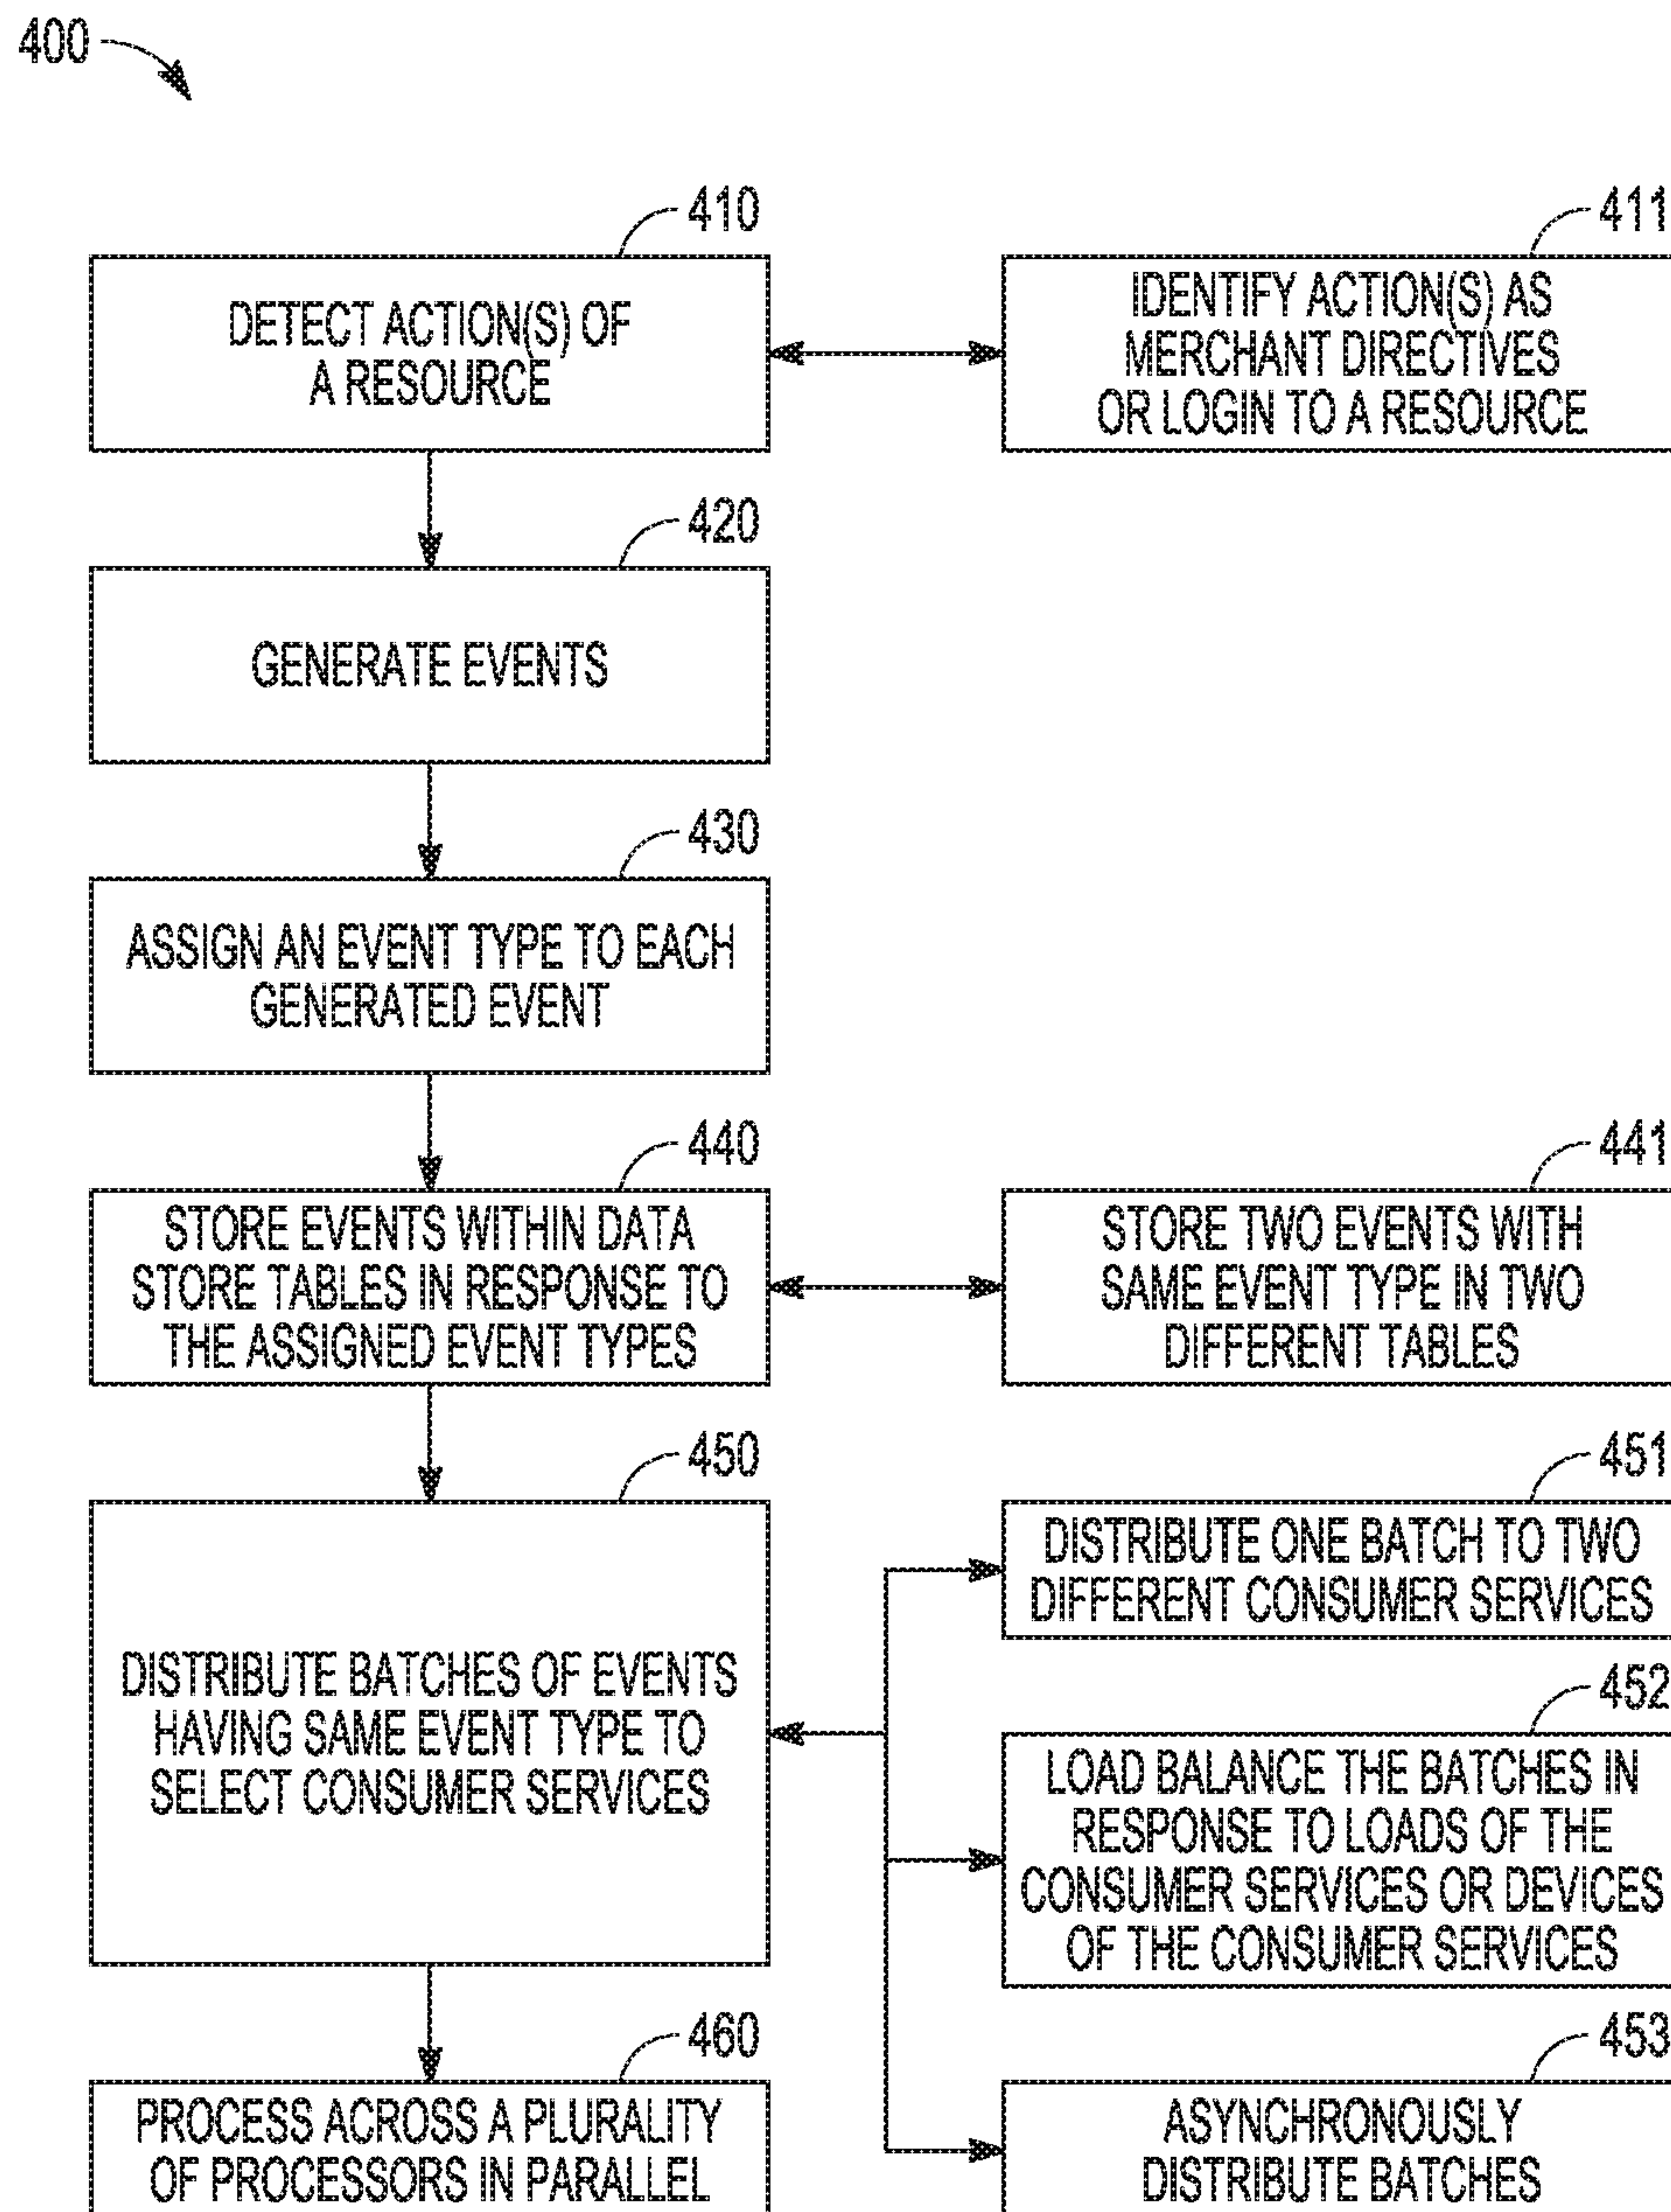 400
410
DETECT ACTION(S) OF
A RESOURCE
411
IDENTIFY ACTION(S) AS
MERCHANT DIRECTIVES
OR LOGIN TO A RESOURCE
420
GENERATE EVENTS
430
ASSIGN AN EVENT TYPE TO EACH
GENERATED EVENT
440
STORE EVENTS WITHIN DATA
STORE TABLES IN RESPONSE TO
THE ASSIGNED EVENT TYPES
441
STORE TWO EVENTS WITH
SAME EVENT TYPE IN TWO
DIFFERENT TABLES
450
DISTRIBUTE BATCHES OF EVENTS
HAVING SAME EVENT TYPE TO
SELECT CONSUMER SERVICES
451
DISTRIBUTE ONE BATCH TO TWO
DIFFERENT CONSUMER SERVICES
452
LOAD BALANCE THE BATCHES IN
RESPONSE TO LOADS OF THE
CONSUMER SERVICES OR DEVICES
OF THE CONSUMER SERVICES
460
PROCESS ACROSS A PLURALITY
OF PROCESSORS IN PARALLEL
453
ASYNCHRONOUSLY
DISTRIBUTE BATCHES